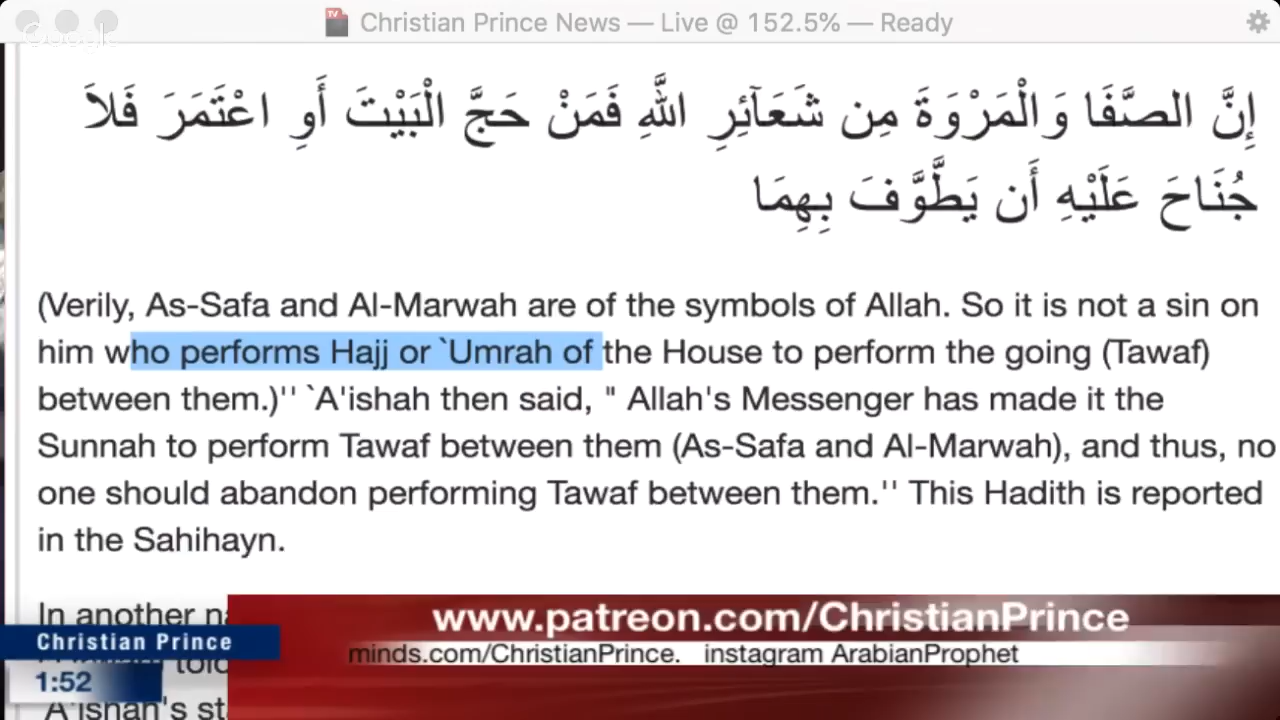 Christian Prince News — Live @ 152.5% — Ready
Google
إِنَّ الصَّفَا وَالْمَرْوَةَ مِن شَعَآئِرِ اللَّهِ فَمَنْ حَجَّ الْبَيْتَ أَوِ اعْتَمَرَ فَلاَ
جُنَاحَ عَلَيْهِ أَن يَطَّوَّفَ بِهِمَا
(Verily, As-Safa and Al-Marwah are of the symbols of Allah. So it is not a sin on
him who performs Hajj or `Umrah of the House to perform the going (Tawaf)
between them.)'' `A'ishah then said, " Allah's Messenger has made it the
Sunnah to perform Tawaf between them (As-Safa and Al-Marwah), and thus, no
one should abandon performing Tawaf between them.'' This Hadith is reported
in the Sahihayn.
In another
www.patreon.com/ChristianPrince
Christian Prince
minds.com/ChristianPrince. instagram ArabianProphet
1:52
`A'ishah's